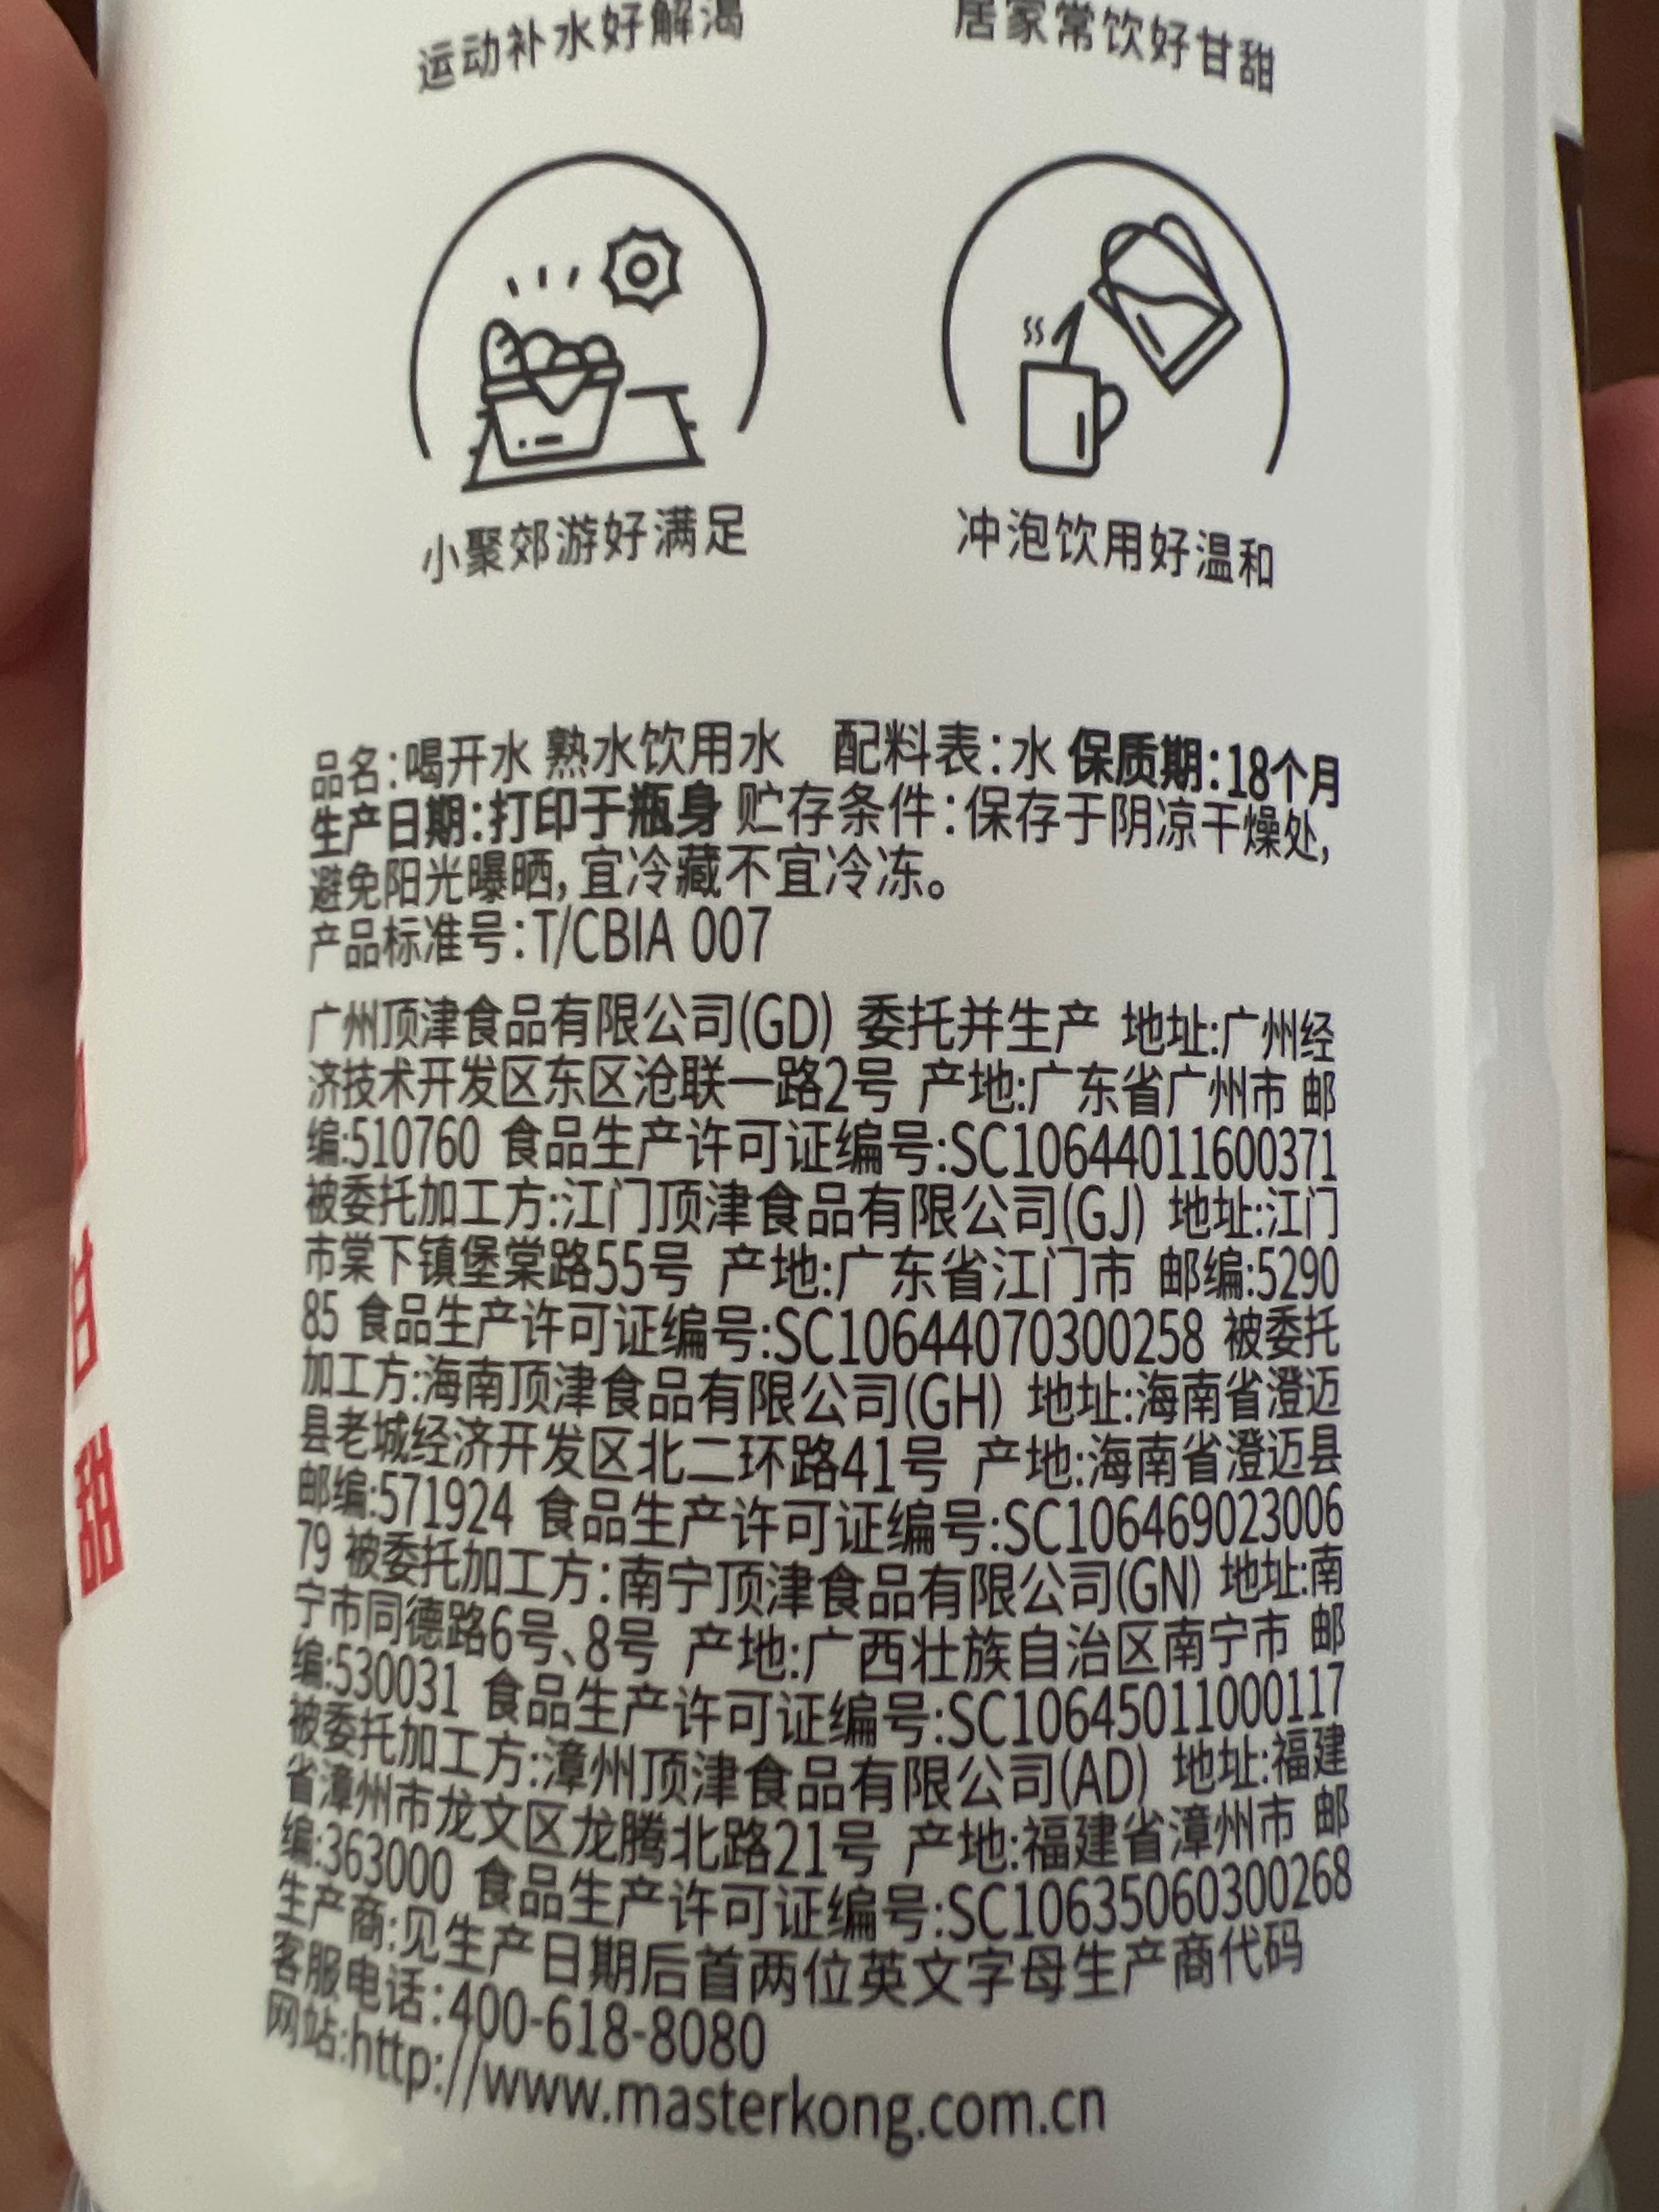 运动补水好解渴
居家常饮好甘甜
小聚郊游好满足
冲泡饮用好温和
品名:喝开水 熟水饮用水 配料表:水 保质期:18个月
生产日期:打印于瓶身 贮存条件:保存于阴凉干燥处,
避免阳光曝晒,宜冷藏不宜冷冻。
产品标准号:T/CBIA 007
广州顶津食品有限公司(GD) 委托并生产 地址:广州经
济技术开发区东区沧联一路2号 产地:广东省广州市 邮
编:510760 食品生产许可证编号:SC10644011600371
被委托加工方:江门顶津食品有限公司(GJ) 地址:江门
市棠下镇堡棠路55号 产地:广东省江门市 邮编:5290
85 食品生产许可证编号:SC10644070300258 被委托
加工方:海南顶津食品有限公司(GH) 地址:海南省澄迈
县老城经济开发区北二环路41号 产地:海南省澄迈县
邮编:571924 食品生产许可证编号:SC106469023006
79 被委托加工方:南宁顶津食品有限公司(GN) 地址:南
宁市同德路6号、8号 产地:广西壮族自治区南宁市 邮
编:530031 食品生产许可证编号:SC10645011000117
被委托加工方:漳州顶津食品有限公司(AD) 地址:福建
省漳州市龙文区龙腾北路21号 产地:福建省漳州市 邮
编:363000 食品生产许可证编号:SC10635060300268
生产商:见生产日期后首两位英文字母生产商代码
客服电话:400-618-8080
网站:http://www.masterkong.com.cn
甘
甜